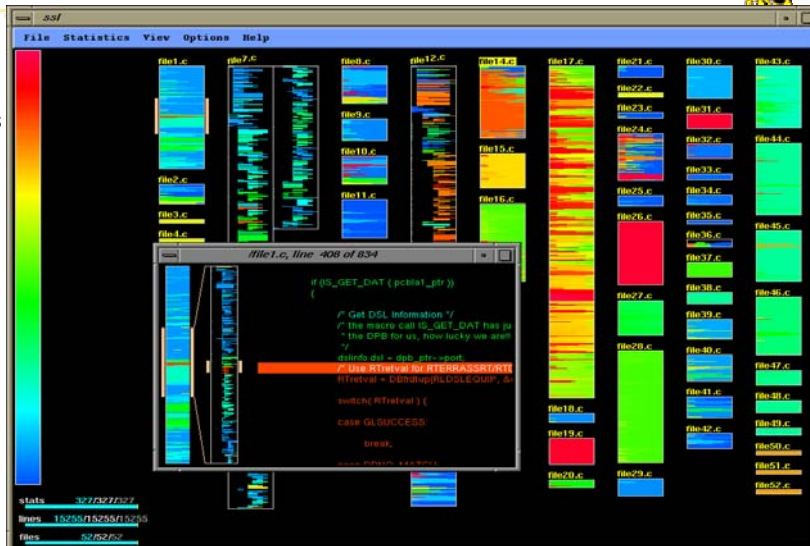 ssl
File Statistics View Options Help
file1.c
file2.c
file3.c
file4.c
file7.c
file8.c
file9.c
file10.c
file11.c
file12.c
file14.c
file15.c
file16.c
file17.c
file18.c
file19.c
file20.c
file21.c
file22.c
file23.c
file24.c
file25.c
file26.c
file27.c
file28.c
file29.c
file30.c
file31.c
file32.c
file33.c
file34.c
file35.c
file36.c
file37.c
file38.c
file39.c
file40.c
file41.c
file42.c
file43.c
file44.c
file45.c
file46.c
file47.c
file48.c
file49.c
file50.c
file51.c
file52.c
/file1.c, line 408 of 834
if (IS_GET_DAT ( pcbla1_ptr ))
{
/* Get DSL Information */
/* the macro call IS_GET_DAT has ju
* the DPB for us, how lucky we are!!
*/
dslinfo.dsl = dpb_ptr->port;
/* Use RTretval for RTERRASSRT/RTD
switch( RTretval ) {
case GLSUCCESS:
break;
stats 327/327/327
lines 15255/15255/15255
files 52/52/52